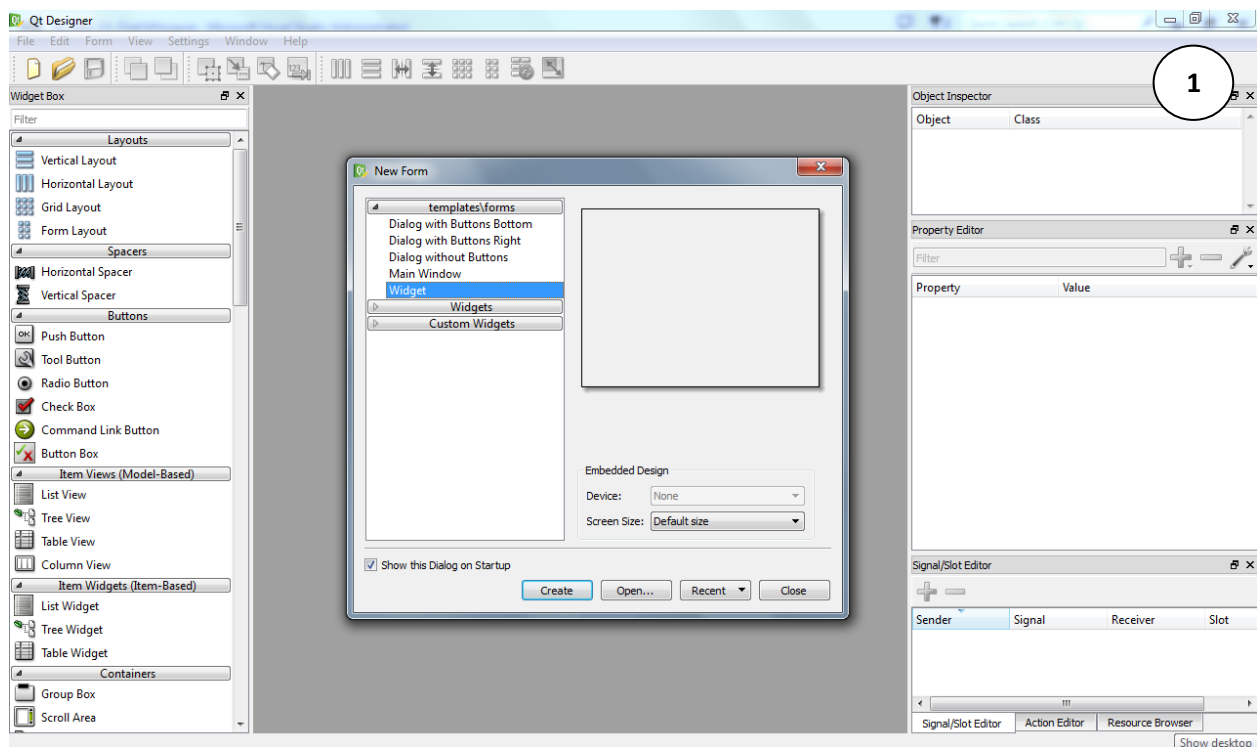 Qt Designer
File Edit Form View Settings Window Help
1
Widget Box
Filter
Layouts
Vertical Layout
Horizontal Layout
Grid Layout
Form Layout
Spacers
Horizontal Spacer
Vertical Spacer
Buttons
OK Push Button
Tool Button
Radio Button
Check Box
Command Link Button
Button Box
Item Views (Model-Based)
List View
Tree View
Table View
Column View
Item Widgets (Item-Based)
List Widget
Tree Widget
Table Widget
Containers
Group Box
Scroll Area
New Form
templates\forms
Dialog with Buttons Bottom
Dialog with Buttons Right
Dialog without Buttons
Main Window
Widget
Widgets
Custom Widgets
Embedded Design
Device: None
Screen Size: Default size
Show this Dialog on Startup
Create Open... Recent Close
Object Inspector
Object Class
Property Editor
Filter
Property Value
Signal/Slot Editor
Sender Signal Receiver Slot
Signal/Slot Editor Action Editor Resource Browser
Show desktop